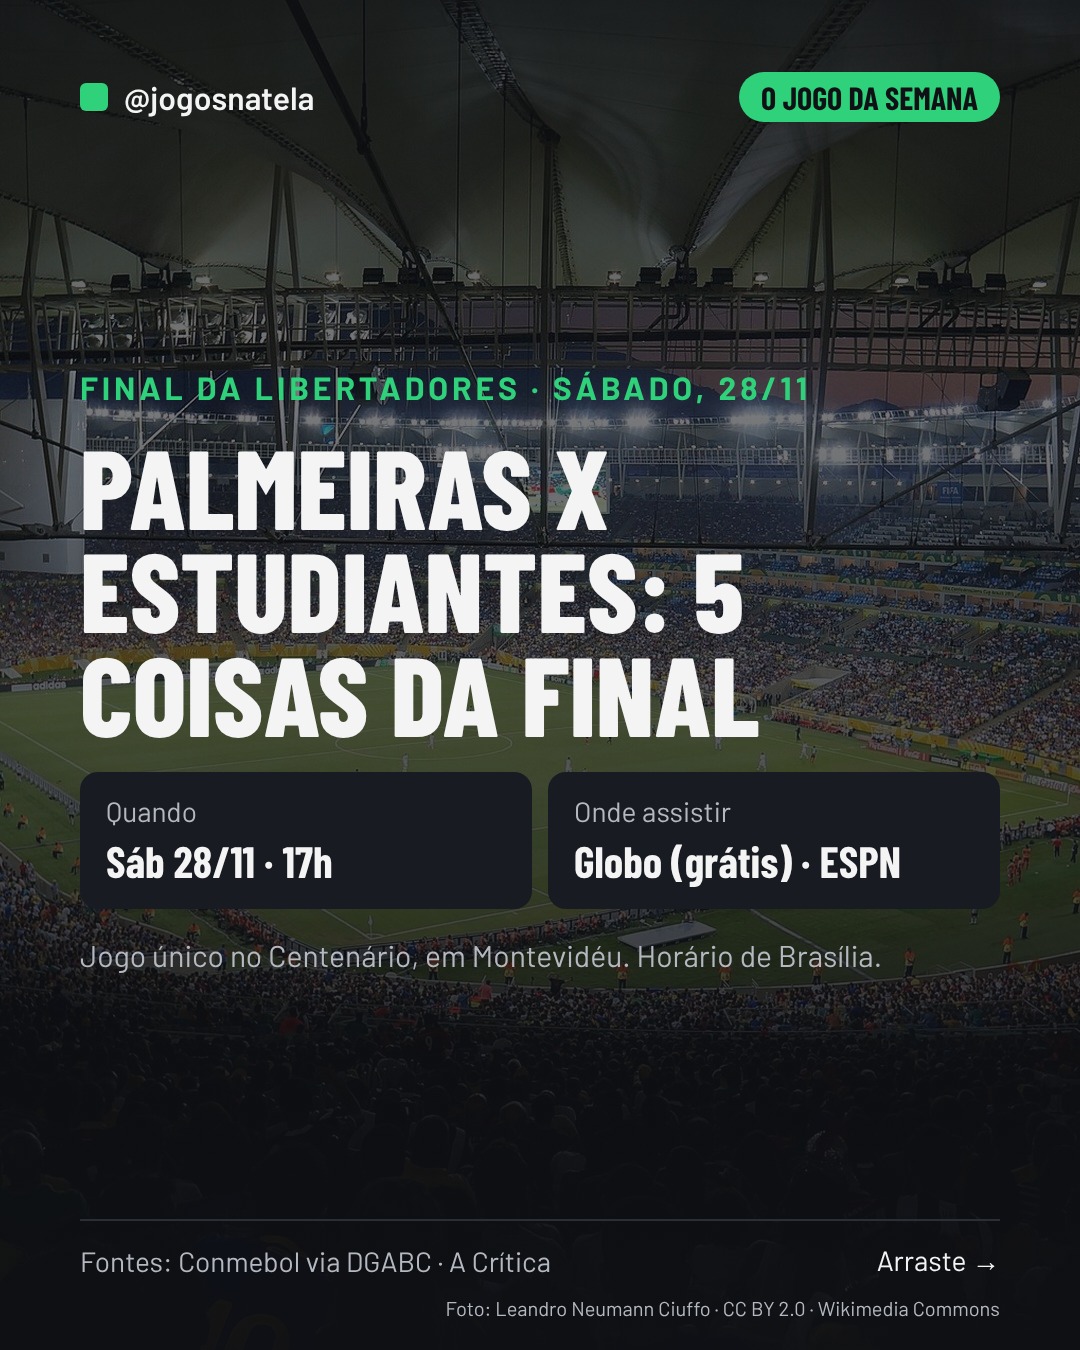 @jogosnatela
O JOGO DA SEMANA
FINAL DA LIBERTADORES · SÁBADO, 28/11
PALMEIRAS X
ESTUDIANTES: 5
COISAS DA FINAL
Quando
Sáb 28/11 · 17h
Onde assistir
Globo (grátis) · ESPN
Jogo único no Centenário, em Montevidéu. Horário de Brasília.
Fontes: Conmebol via DGABC · A Crítica
Arraste →
Foto: Leandro Neumann Ciuffo · CC BY 2.0 · Wikimedia Commons
FIFA
adidas